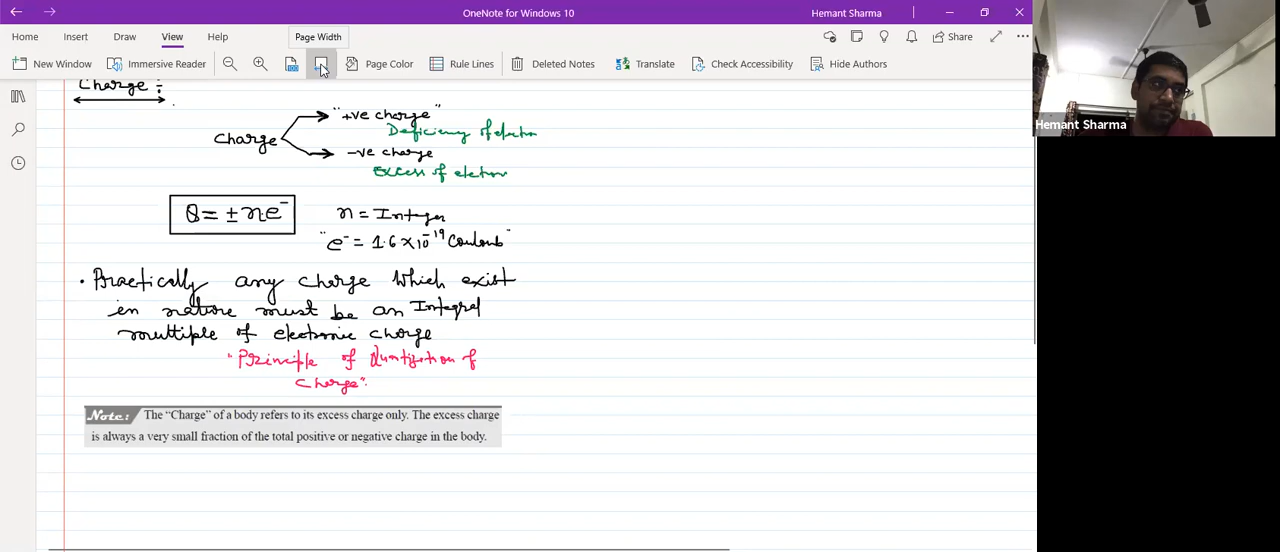 OneNote for Windows 10
Hemant Sharma
Home Insert Draw View Help
Page Width
Share
New Window Immersive Reader Page Color Rule Lines Deleted Notes Translate Check Accessibility Hide Authors
Charge :
Hemant Sharma
"+ve charge"
Deficiency of electron
Charge
-ve charge
Excess of electron
Q = ± n.e⁻
n = Integer
"e⁻ = 1.6 × 10⁻¹⁹ Coulomb"
• Practically any charge which exist
in nature must be an Integral
multiple of electronic charge
"Principle of Quantization of
Charge".
Note: The “Charge” of a body refers to its excess charge only. The excess charge
is always a very small fraction of the total positive or negative charge in the body.